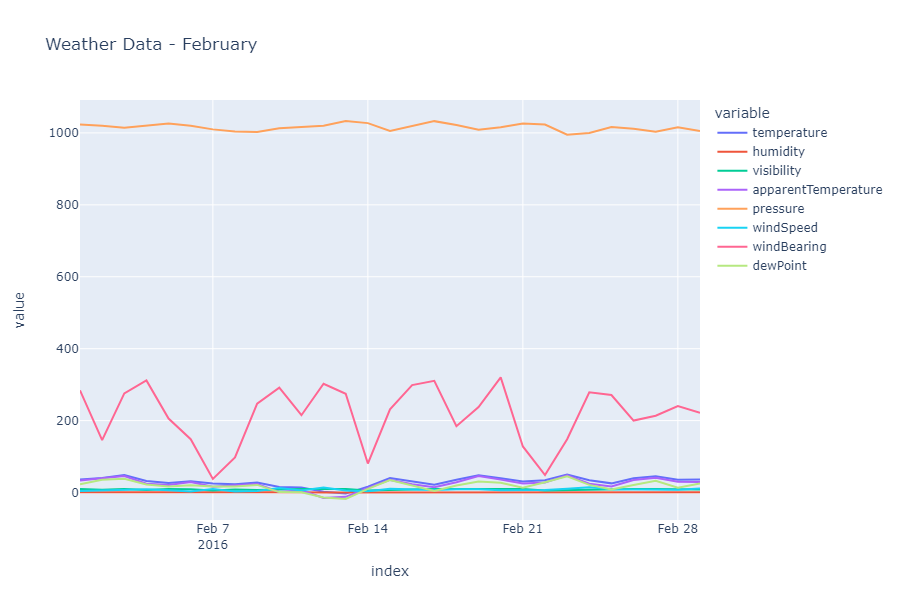 Weather Data - February
variable
temperature
humidity
visibility
apparentTemperature
pressure
windSpeed
windBearing
dewPoint
value
1000
800
600
400
200
0
Feb 7
2016
Feb 14
Feb 21
Feb 28
index